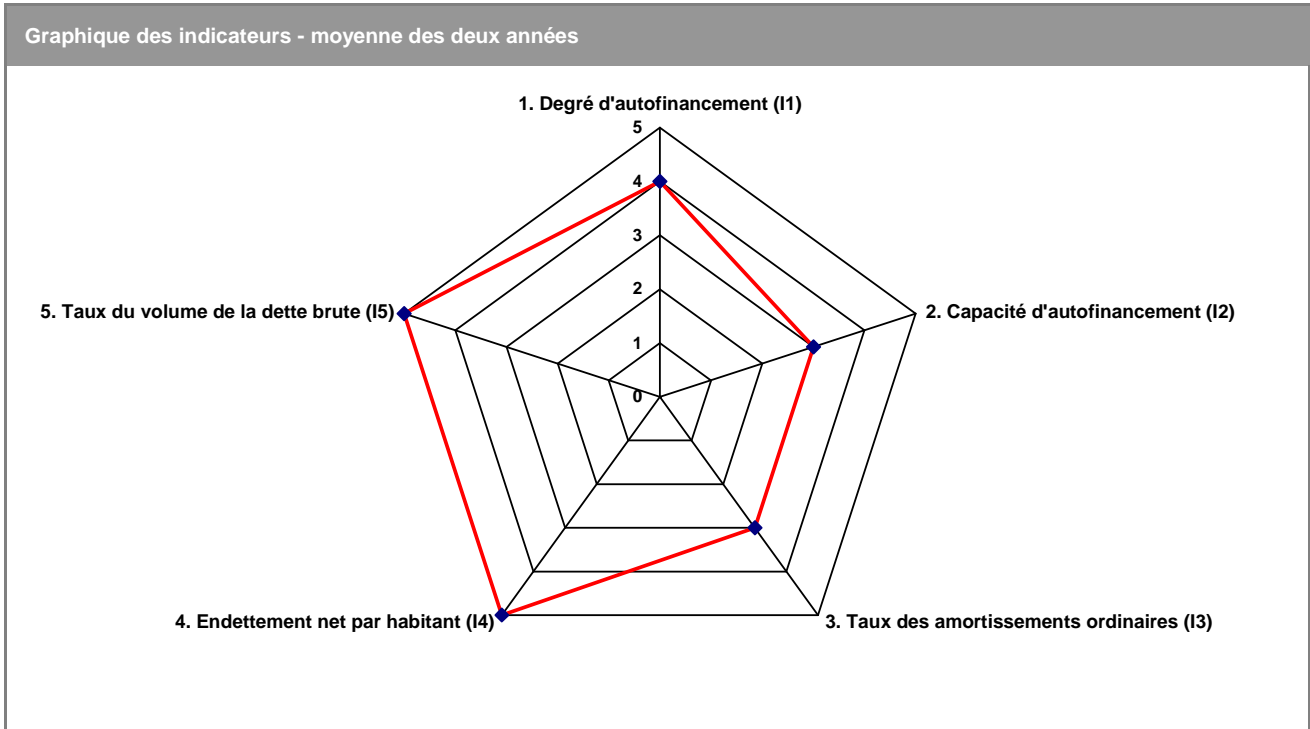 Graphique des indicateurs - moyenne des deux années
1. Degré d'autofinancement (I1)
5
4
3
2
1
0
5. Taux du volume de la dette brute (I5)
2. Capacité d'autofinancement (I2)
4. Endettement net par habitant (I4)
3. Taux des amortissements ordinaires (I3)